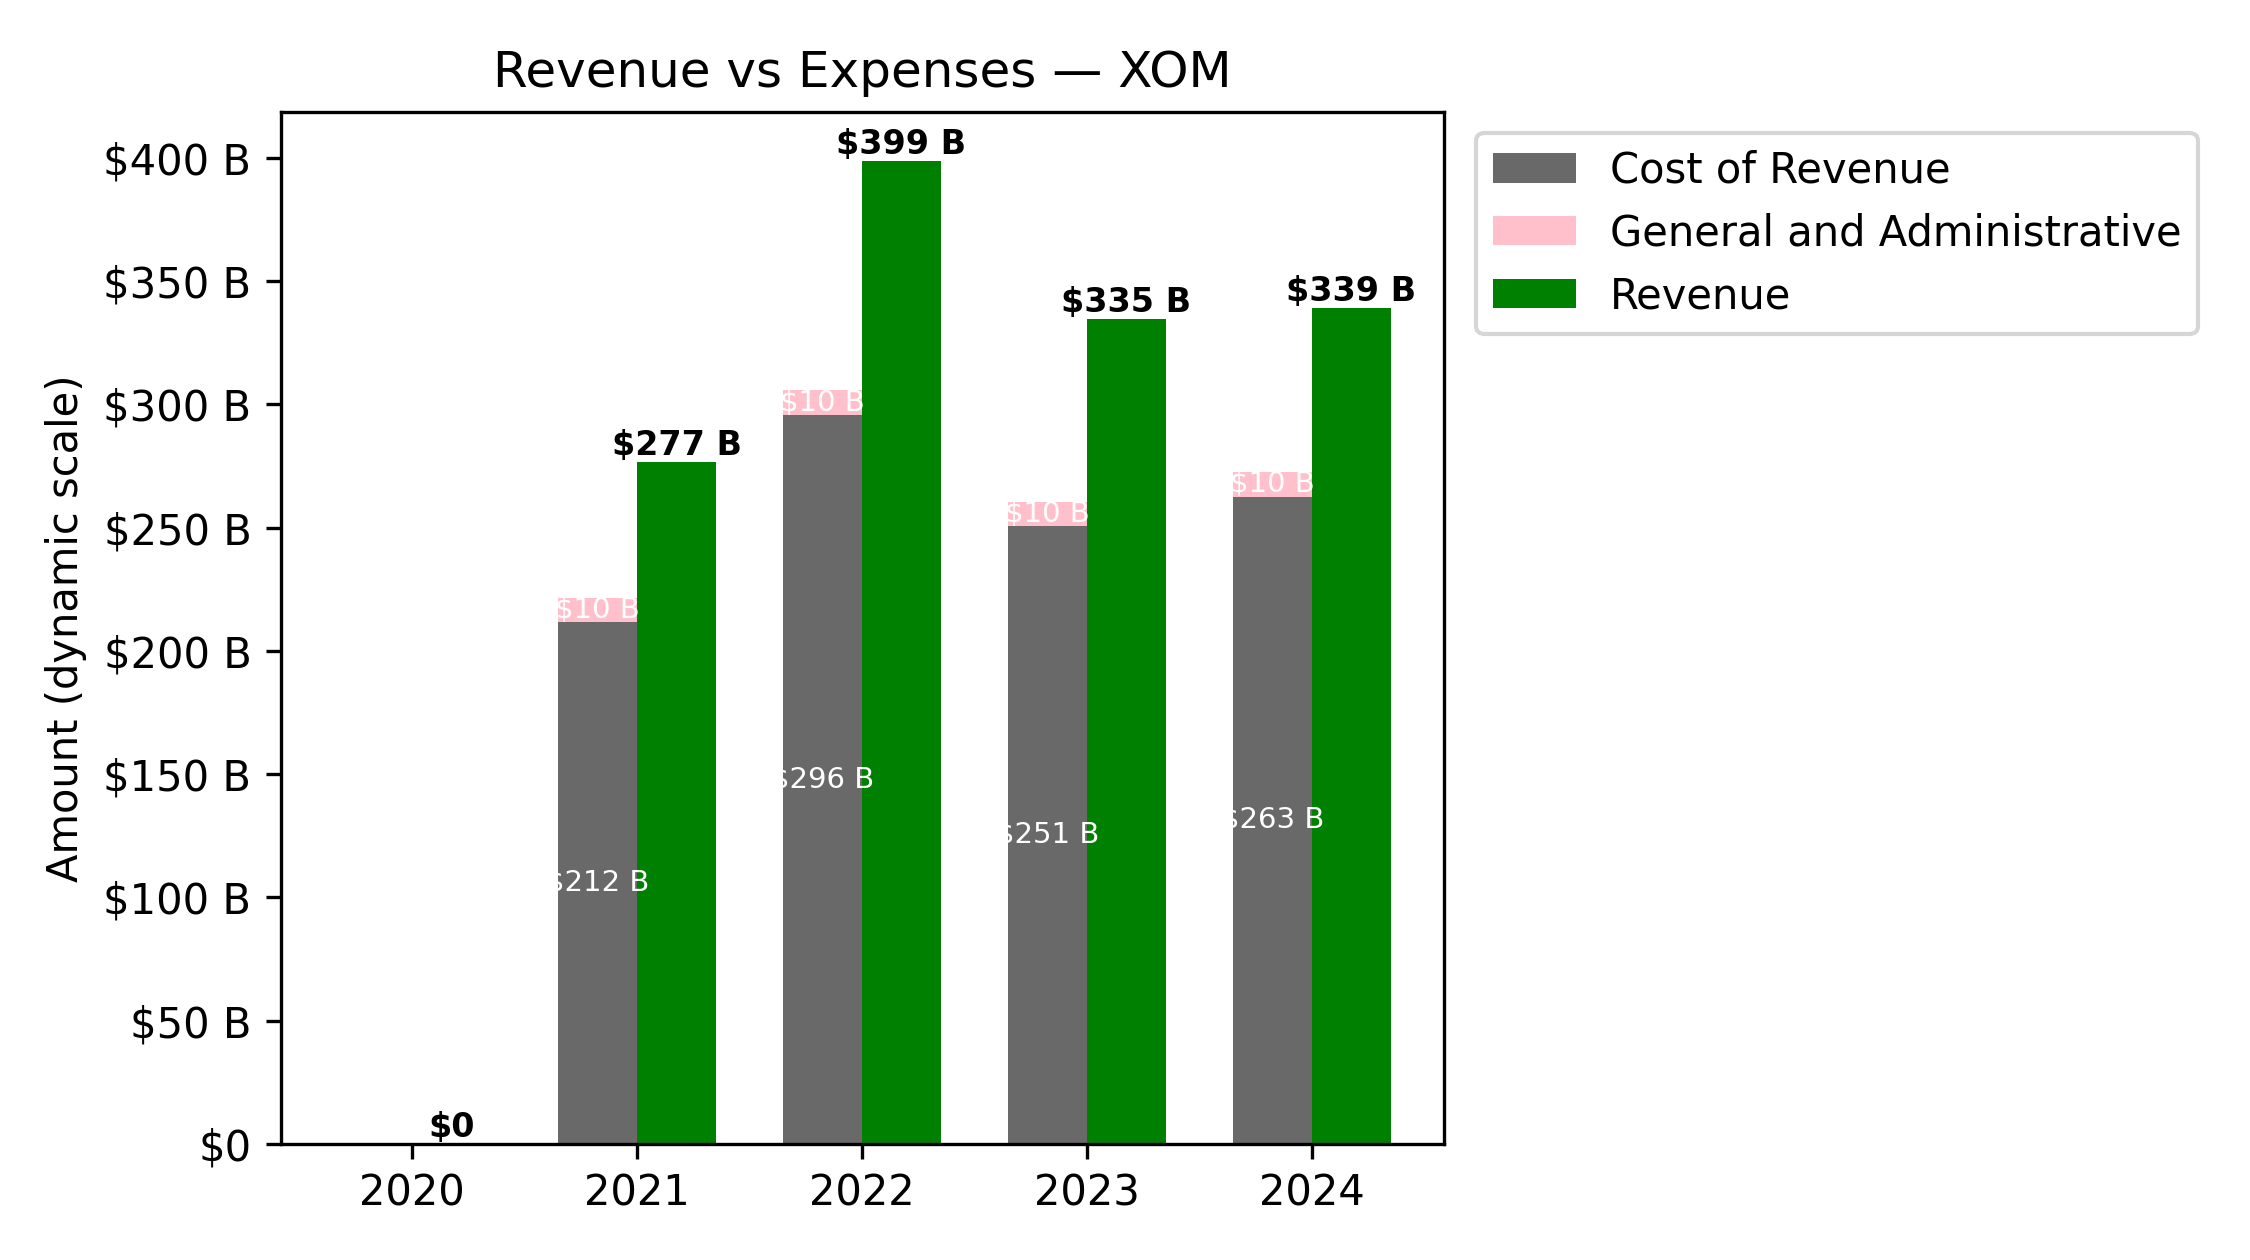 Revenue vs Expenses — XOM
Amount (dynamic scale)
$400 B
$350 B
$300 B
$250 B
$200 B
$150 B
$100 B
$50 B
$0
$0
$277 B
$10 B
$212 B
$399 B
$10 B
$296 B
$335 B
$10 B
$251 B
$339 B
$10 B
$263 B
2020
2021
2022
2023
2024
Cost of Revenue
General and Administrative
Revenue